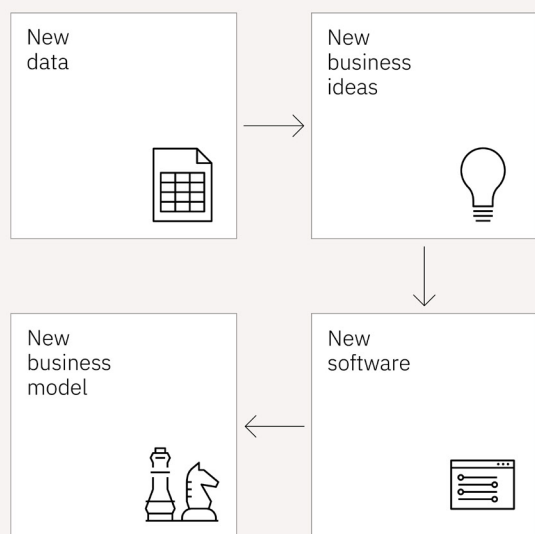 New
data
New
business
ideas
New
software
New
business
model